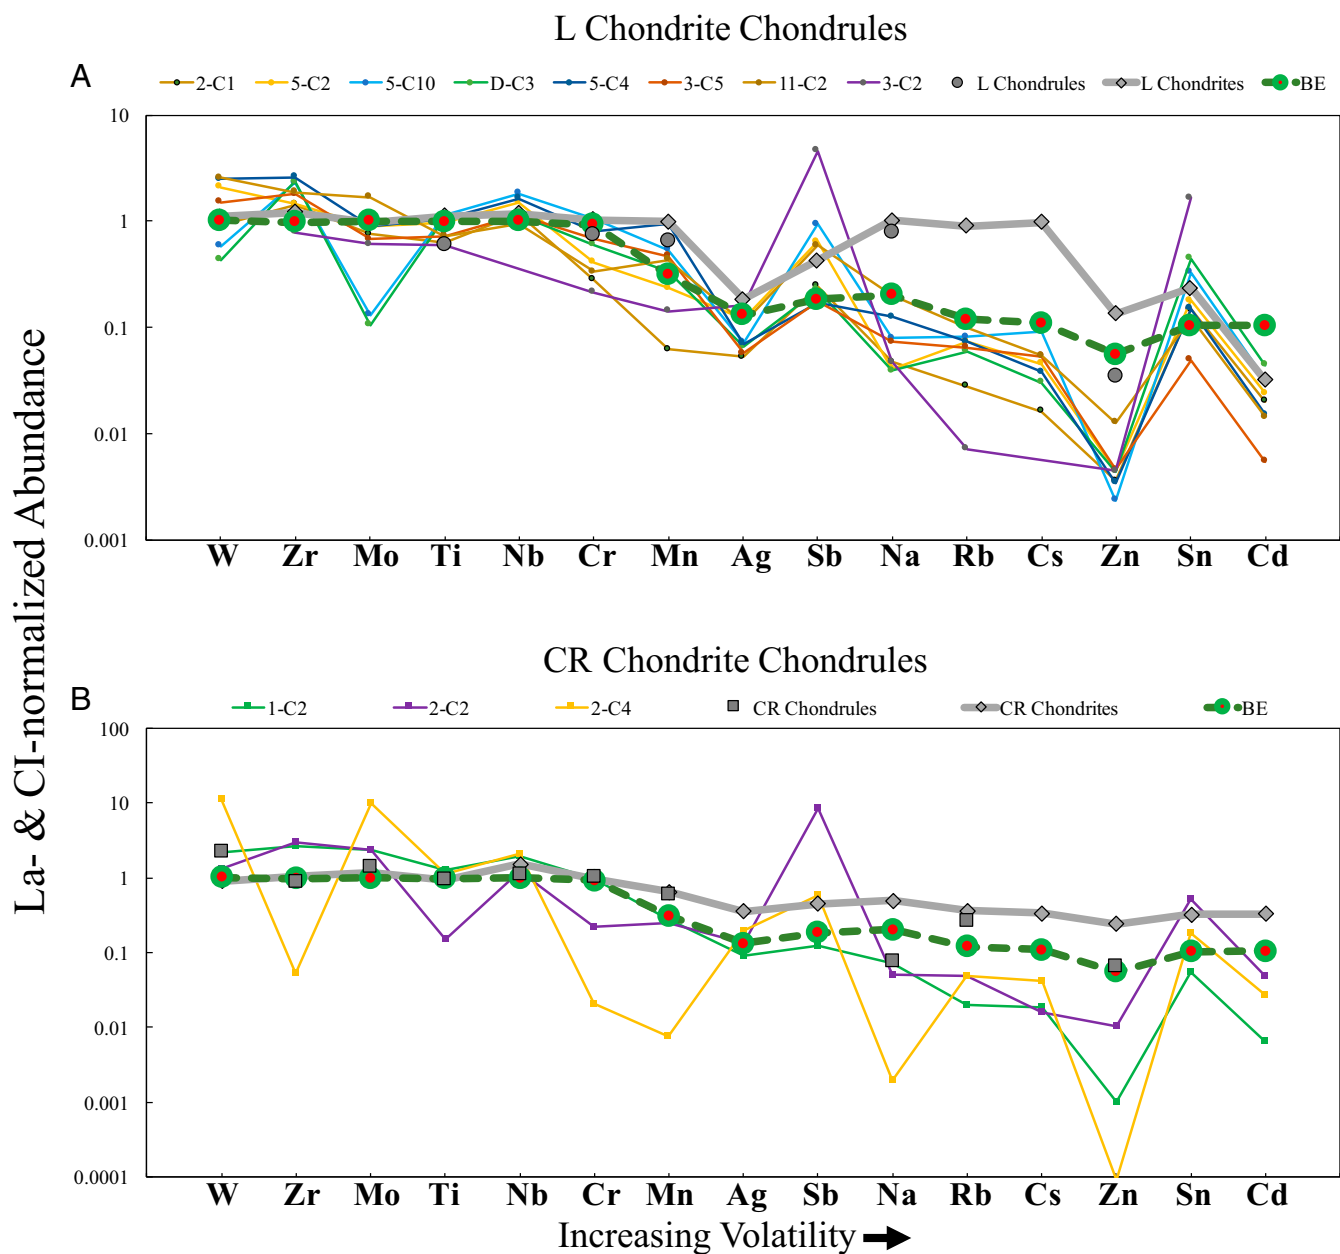 L Chondrite Chondrules
A
2-C1 5-C2 5-C10 D-C3 5-C4 3-C5 11-C2 3-C2 L Chondrules L Chondrites BE
10
1
0.1
0.01
0.001
W Zr Mo Ti Nb Cr Mn Ag Sb Na Rb Cs Zn Sn Cd
La- & CI-normalized Abundance
CR Chondrite Chondrules
B
1-C2 2-C2 2-C4 CR Chondrules CR Chondrites BE
100
10
1
0.1
0.01
0.001
0.0001
W Zr Mo Ti Nb Cr Mn Ag Sb Na Rb Cs Zn Sn Cd
Increasing Volatility